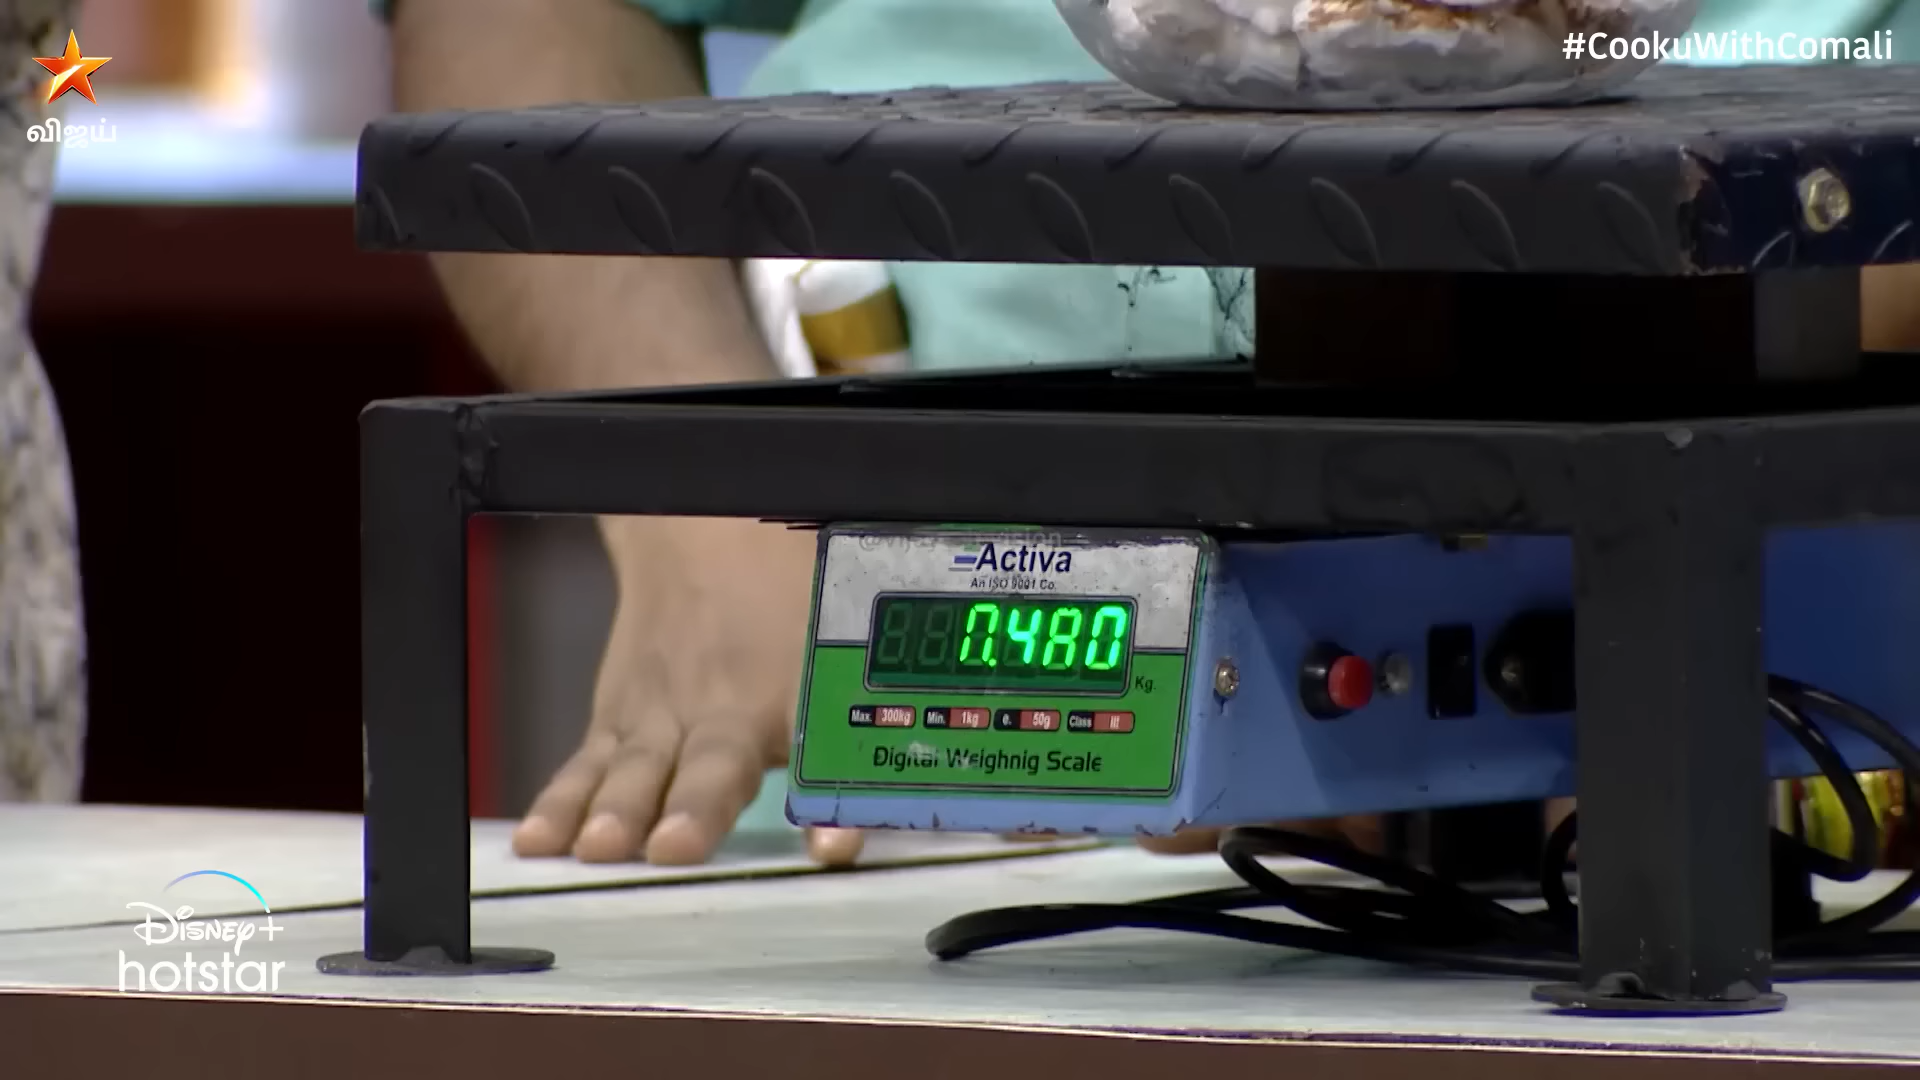 #CookuWithComali
விஜய்
Activa
An ISO 9001 Co.
0.480
Kg.
Max. 300kg Min. 1kg e. 50g Class III
Digital Weighnig Scale
Disney+
hotstar